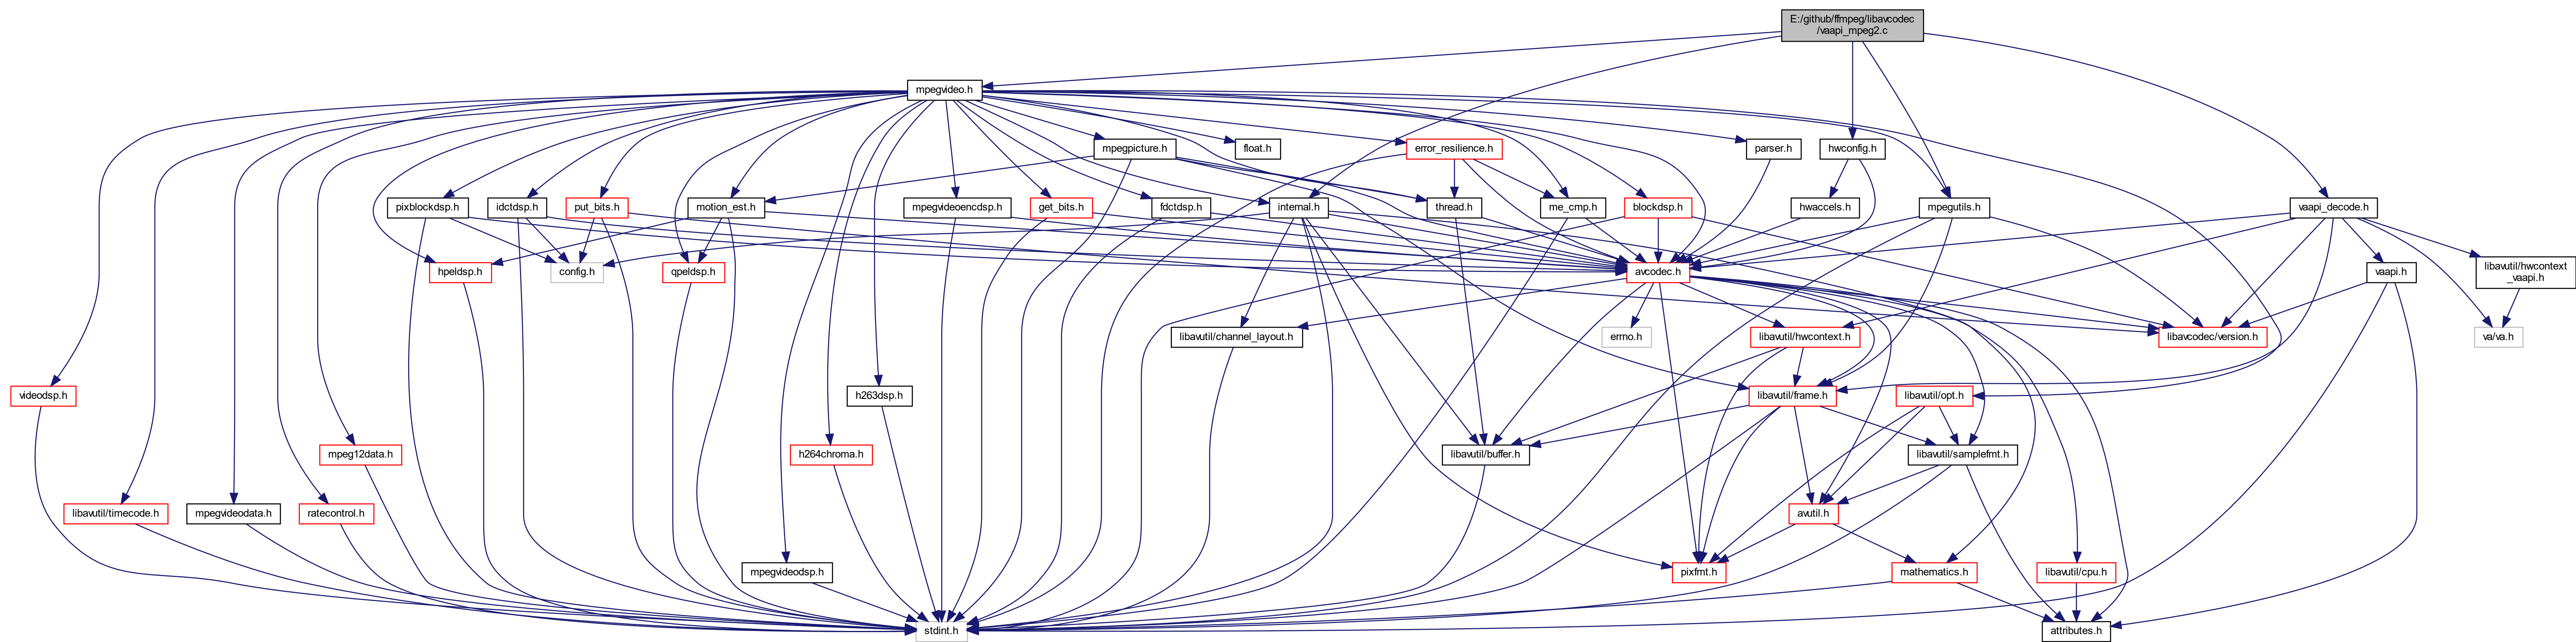 E:/github/ffmpeg/libavcodec
/vaapi_mpeg2.c
mpegvideo.h
mpegpicture.h
float.h
error_resilience.h
parser.h
hwconfig.h
pixblockdsp.h
idctdsp.h
put_bits.h
motion_est.h
mpegvideoencdsp.h
get_bits.h
fdctdsp.h
internal.h
thread.h
me_cmp.h
blockdsp.h
hwaccels.h
mpegutils.h
vaapi_decode.h
hpeldsp.h
config.h
qpeldsp.h
avcodec.h
vaapi.h
libavutil/hwcontext
_vaapi.h
libavutil/channel_layout.h
errno.h
libavutil/hwcontext.h
libavcodec/version.h
va/va.h
videodsp.h
h263dsp.h
libavutil/frame.h
libavutil/opt.h
mpeg12data.h
h264chroma.h
libavutil/buffer.h
libavutil/samplefmt.h
libavutil/timecode.h
mpegvideodata.h
ratecontrol.h
avutil.h
mpegvideodsp.h
pixfmt.h
mathematics.h
libavutil/cpu.h
stdint.h
attributes.h